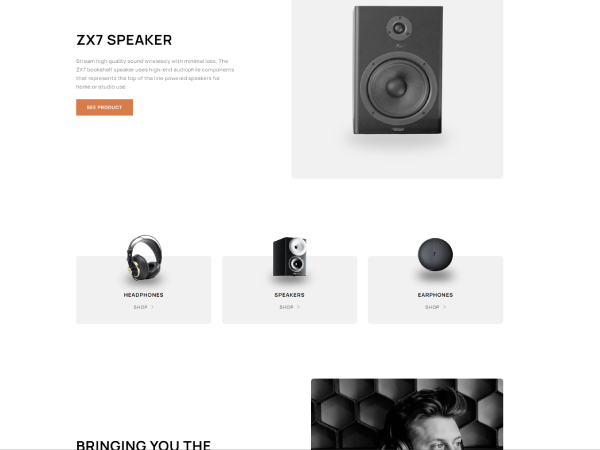 ZX7 SPEAKER
Stream high quality sound wirelessly with minimal loss. The
ZX7 bookshelf speaker uses high-end audiophile components
that represents the top of the line powered speakers for
home or studio use.
SEE PRODUCT
HEADPHONES
SPEAKERS
EARPHONES
SHOP >
SHOP >
SHOP >
BRINGING YOU THE